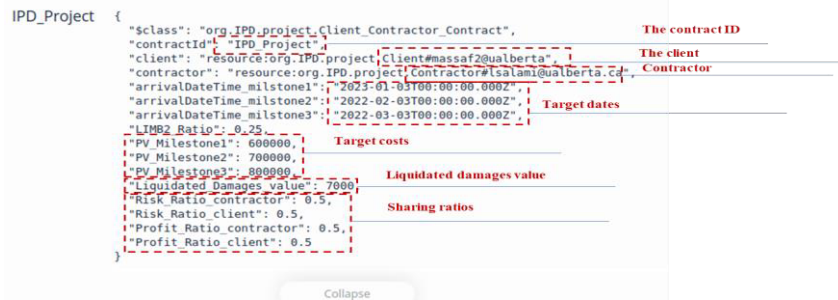 IPD_Project {
"$class": "org.IPD.project.Client_Contractor_Contract",
The contract ID
"contractId": "IPD_Project",
The client
"client": "resource:org.IPD.project.Client#massaf2@ualberta",
Contractor
"contractor": "resource:org.IPD.project.Contractor#lsalami@ualberta.ca",
"arrivalDateTime_milstone1": "2023-01-03T00:00:00.000Z",
"arrivalDateTime_milstone2": "2022-02-03T00:00:00.000Z", Target dates
"arrivalDateTime_milstone3": "2022-03-03T00:00:00.000Z",
"LIMB2_Ratio": 0.25,
"PV_Milestone1": 600000, Target costs
"PV_Milestone2": 700000,
"PV_Milestone3": 800000,
Liquidated damages value
"Liquidated_Damages_value": 7000,
"Risk_Ratio_contractor": 0.5, Sharing ratios
"Risk_Ratio_client": 0.5,
"Profit_Ratio_contractor": 0.5,
"Profit_Ratio_client": 0.5
}
Collapse